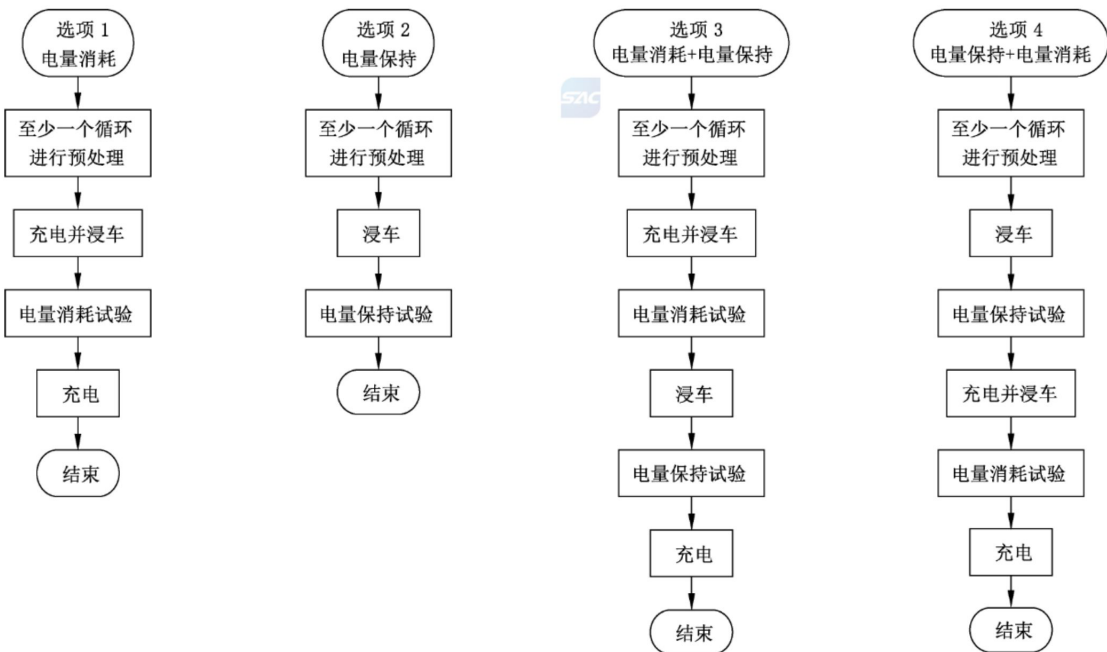 选项 1
电量消耗
至少一个循环
进行预处理
充电并浸车
电量消耗试验
充电
结束
选项 2
电量保持
至少一个循环
进行预处理
浸车
电量保持试验
结束
SAC
选项 3
电量消耗+电量保持
至少一个循环
进行预处理
充电并浸车
电量消耗试验
浸车
电量保持试验
充电
结束
选项 4
电量保持+电量消耗
至少一个循环
进行预处理
浸车
电量保持试验
充电并浸车
电量消耗试验
充电
结束